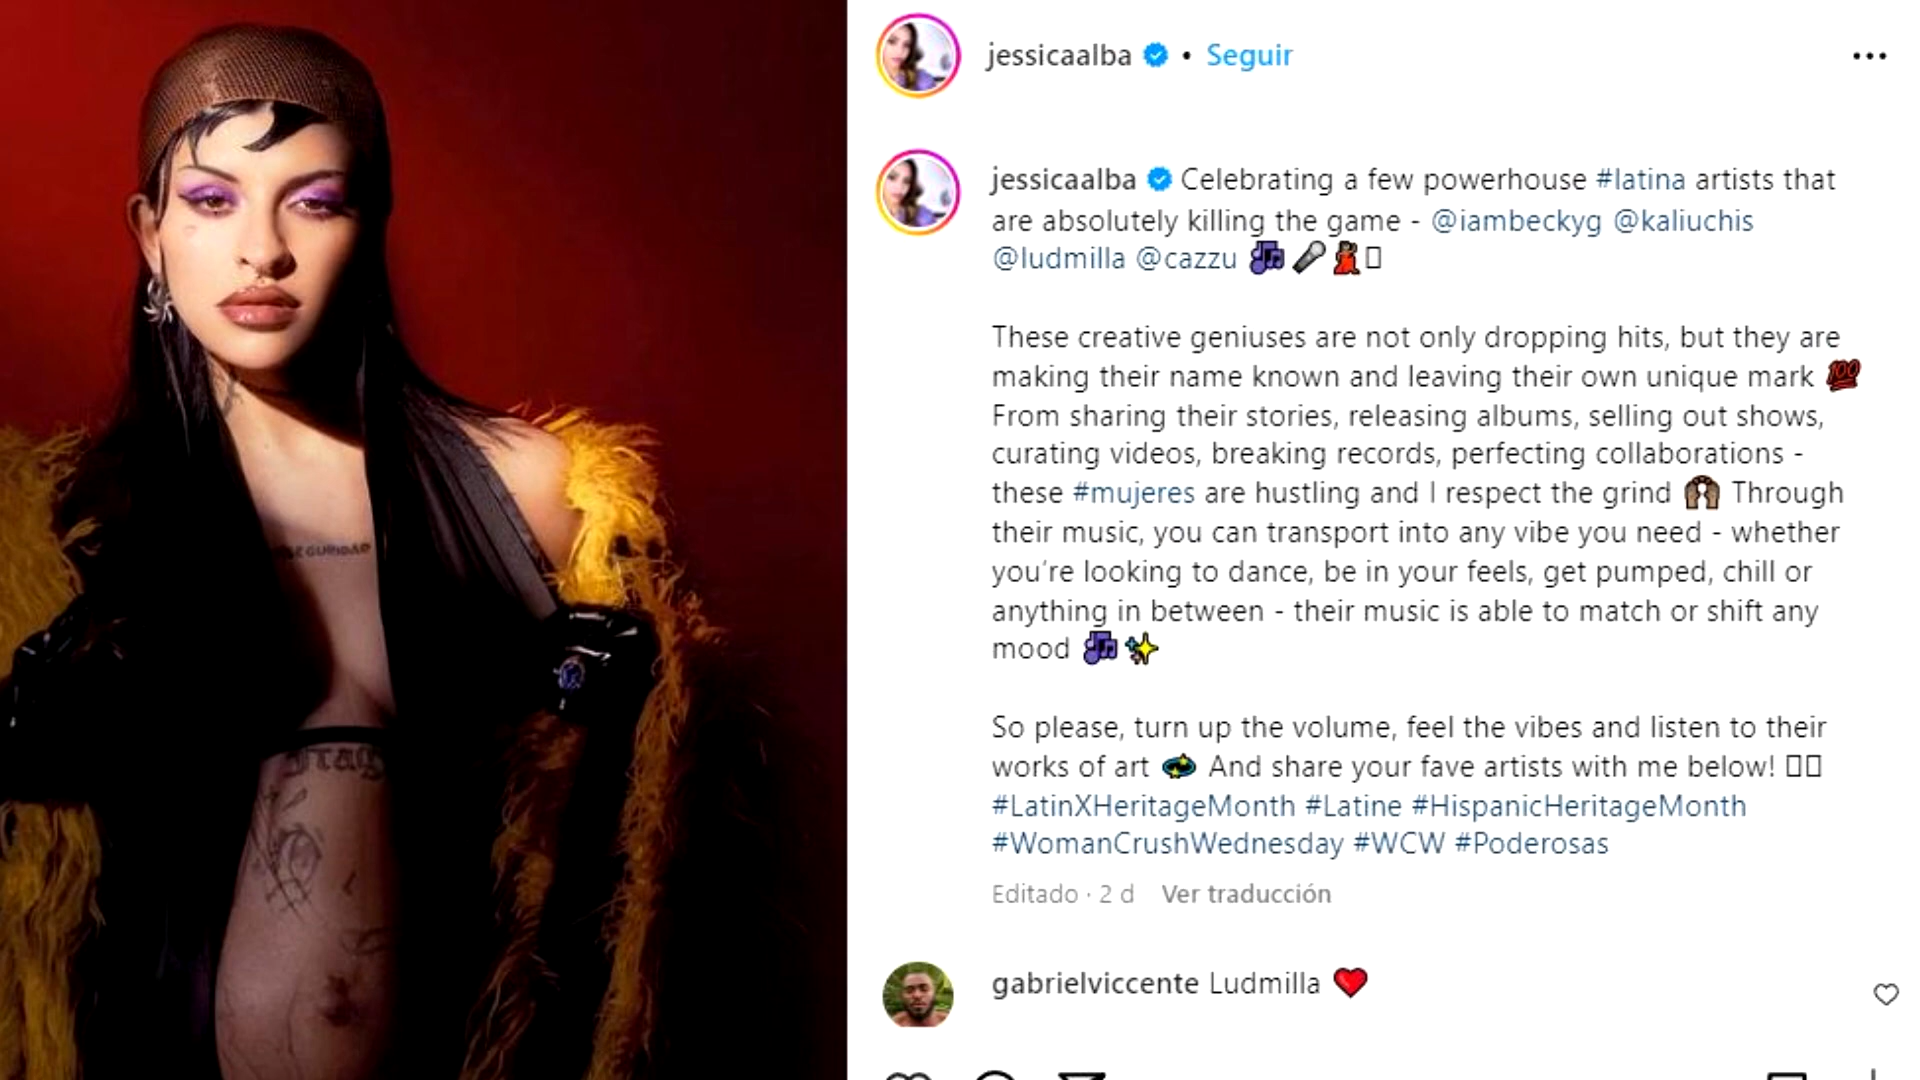 jessicaalba • Seguir
jessicaalba Celebrating a few powerhouse #latina artists that
are absolutely killing the game - @iambeckyg @kaliuchis
@ludmilla @cazzu
These creative geniuses are not only dropping hits, but they are
making their name known and leaving their own unique mark 💯
From sharing their stories, releasing albums, selling out shows,
curating videos, breaking records, perfecting collaborations -
these #mujeres are hustling and I respect the grind Through
their music, you can transport into any vibe you need - whether
you're looking to dance, be in your feels, get pumped, chill or
anything in between - their music is able to match or shift any
mood
So please, turn up the volume, feel the vibes and listen to their
works of art And share your fave artists with me below!
#LatinXHeritageMonth #Latine #HispanicHeritageMonth
#WomanCrushWednesday #WCW #Poderosas
Editado · 2 d Ver traducción
gabrielviccente Ludmilla ❤️